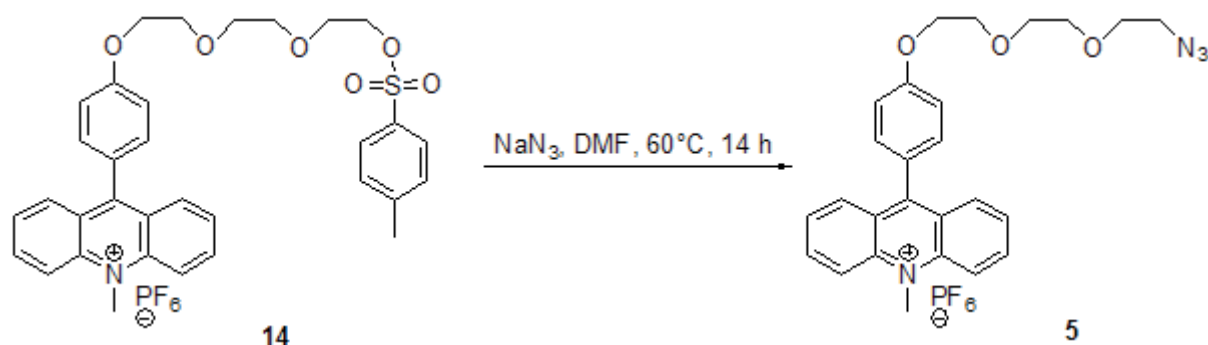 O O O O
O=S=O
NaN3, DMF, 60°C, 14 h
N
+
PF6
−
14
O O O N3
N
+
PF6
−
5